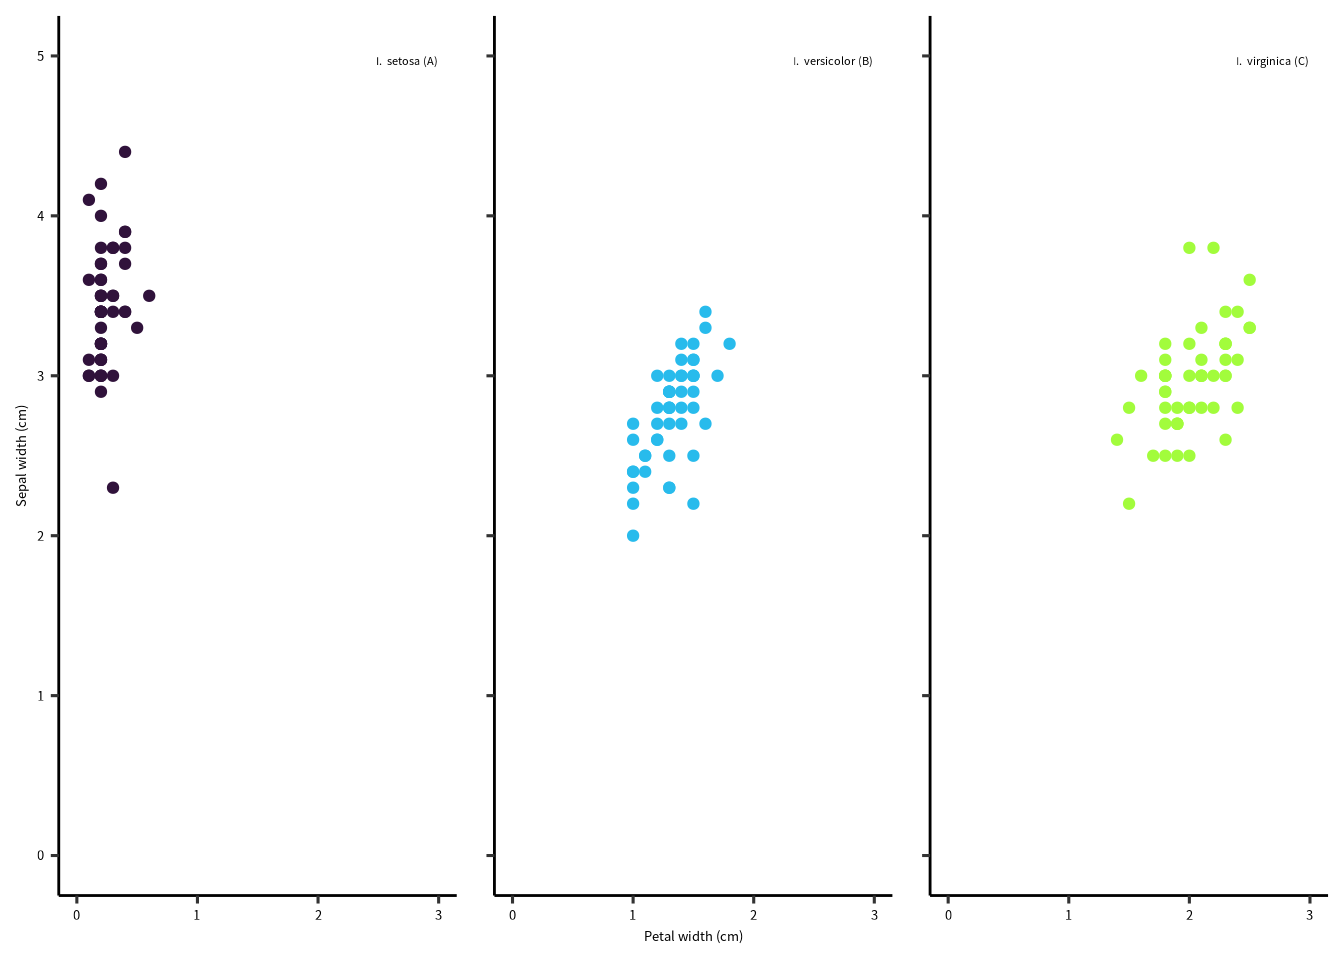 I. setosa (A)
I. versicolor (B)
I. virginica (C)
5
4
3
2
1
0
Sepal width (cm)
0 1 2 3
0 1 2 3
0 1 2 3
Petal width (cm)